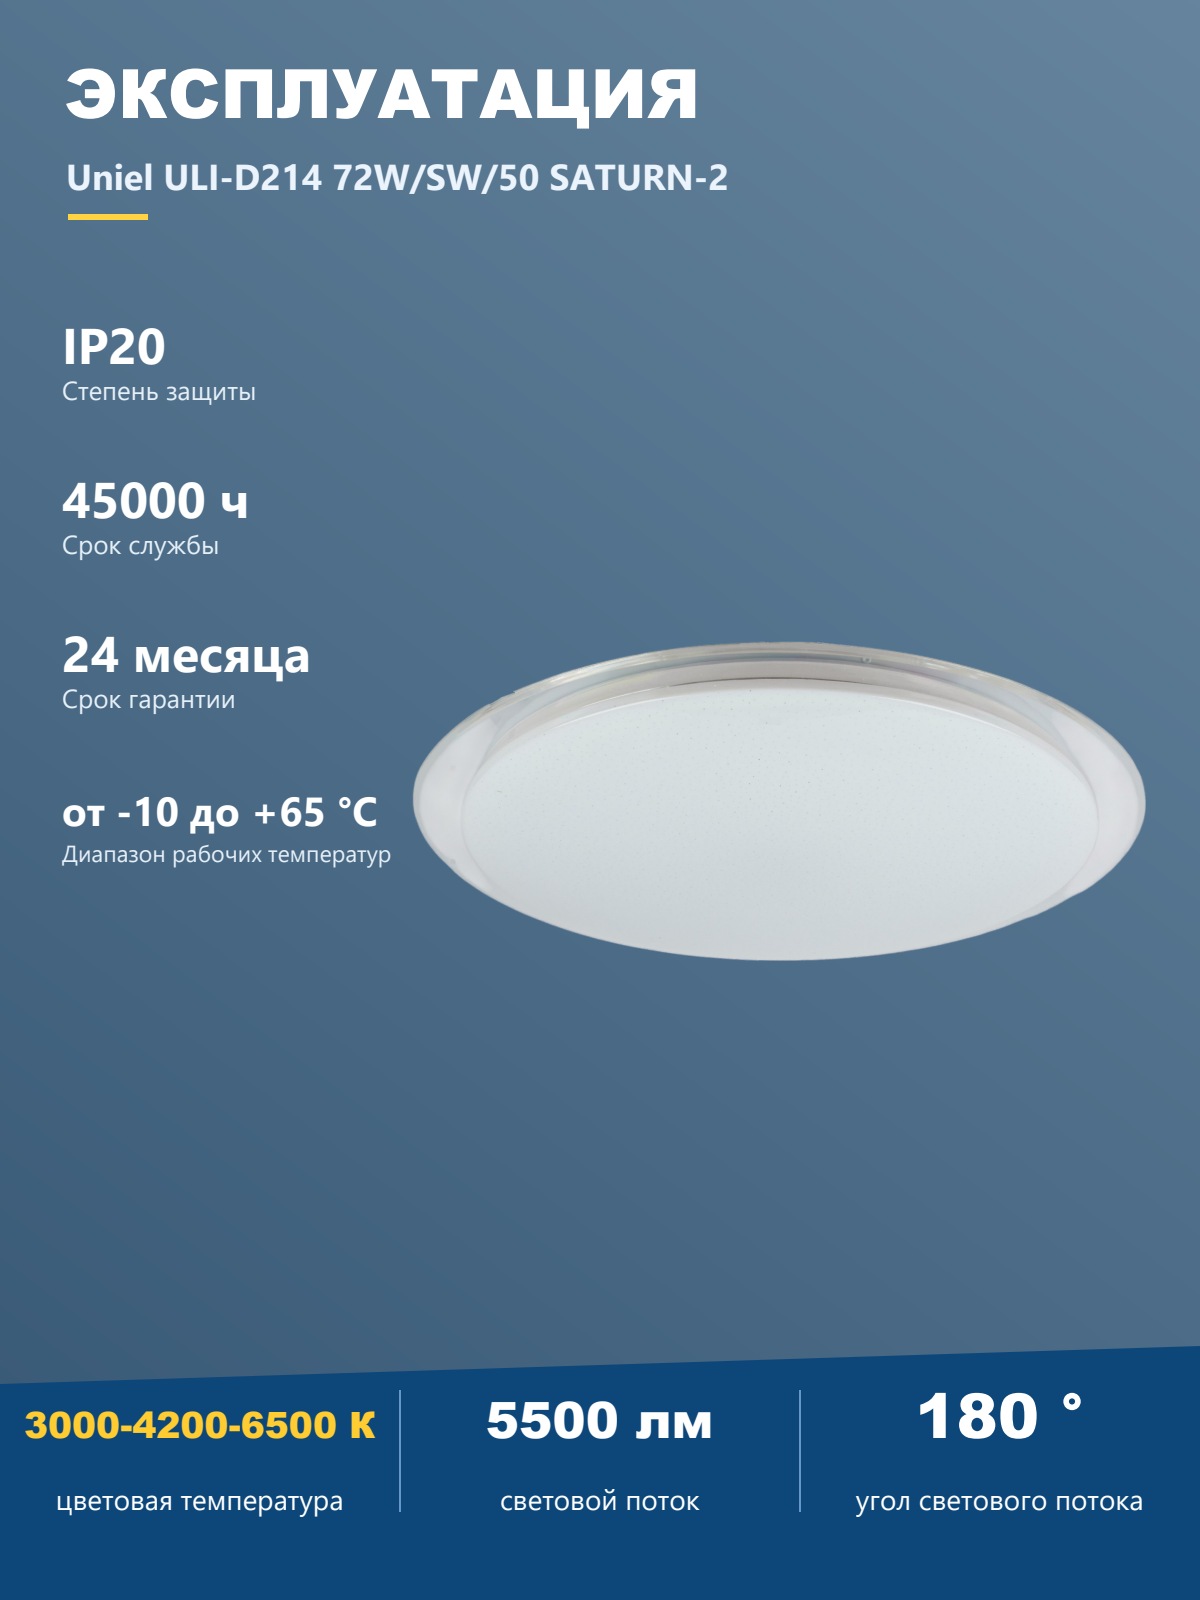 ЭКСПЛУАТАЦИЯ
Uniel ULI-D214 72W/SW/50 SATURN-2
IP20
Степень защиты
45000 ч
Срок службы
24 месяца
Срок гарантии
от -10 до +65 °C
Диапазон рабочих температур
3000-4200-6500 К
цветовая температура
5500 лм
световой поток
180 °
угол светового потока